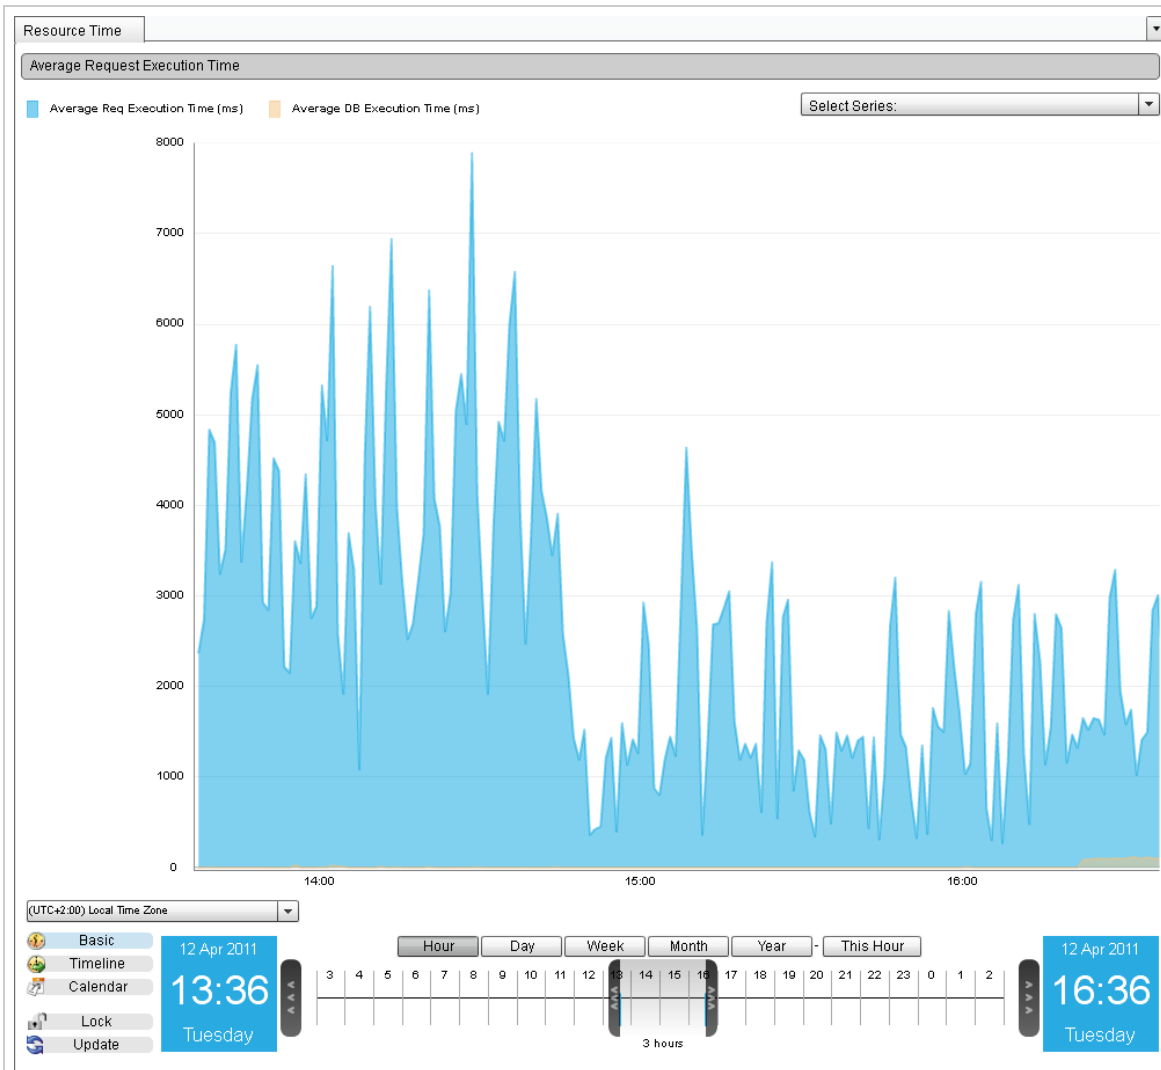 Resource Time
Average Request Execution Time
Average Req Execution Time (ms) Average DB Execution Time (ms) Select Series:
8000
7000
6000
5000
4000
3000
2000
1000
0
14:00 15:00 16:00
(UTC+2:00) Local Time Zone
Basic
Timeline
Calendar
Lock
Update
12 Apr 2011
13:36
Tuesday
Hour Day Week Month Year - This Hour
3 4 5 6 7 8 9 10 11 12 13 14 15 16 17 18 19 20 21 22 23 0 1 2
3 hours
12 Apr 2011
16:36
Tuesday